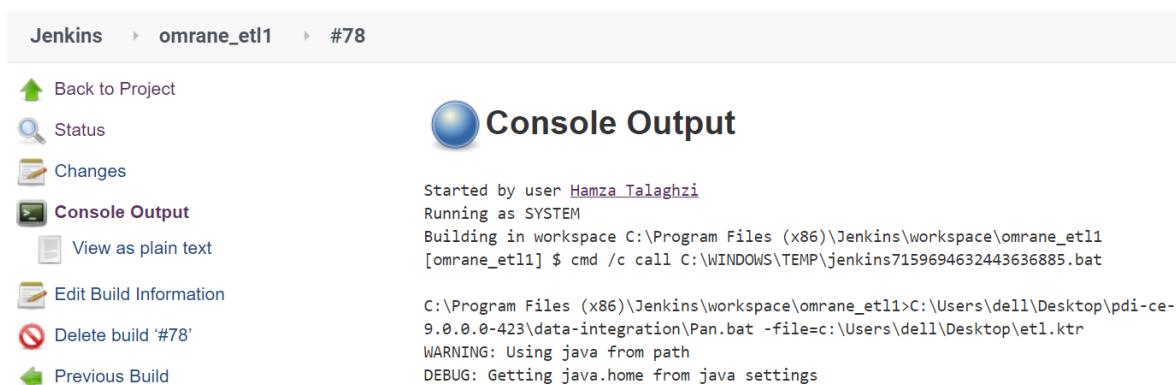 Jenkins omrane_etl1 #78
Back to Project
Status
Changes
Console Output
View as plain text
Edit Build Information
Delete build ‘#78’
Previous Build
Console Output
Started by user Hamza Talaghzi
Running as SYSTEM
Building in workspace C:\Program Files (x86)\Jenkins\workspace\omrane_etl1
[omrane_etl1] $ cmd /c call C:\WINDOWS\TEMP\jenkins7159694632443636885.bat
C:\Program Files (x86)\Jenkins\workspace\omrane_etl1>C:\Users\dell\Desktop\pdi-ce-
9.0.0.0-423\data-integration\Pan.bat -file=c:\Users\dell\Desktop\etl.ktr
WARNING: Using java from path
DEBUG: Getting java.home from java settings